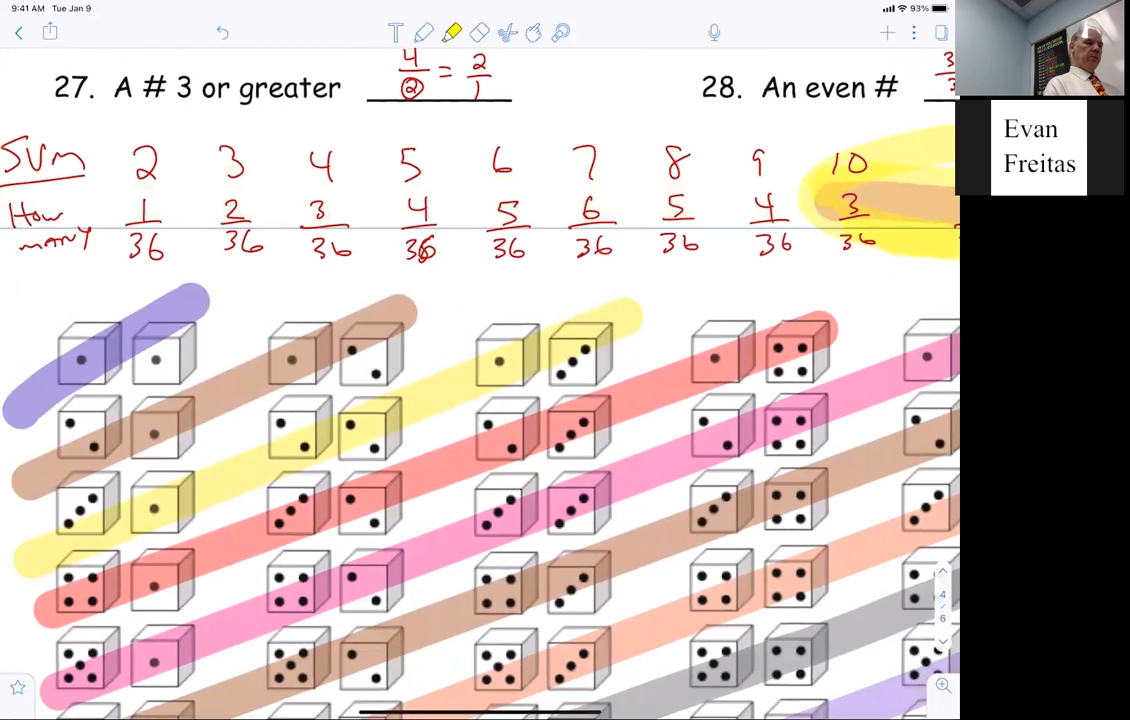 9:41 AM Tue Jan 9
93%
27. A # 3 or greater 4/2 = 2/1
28. An even #
Sum 2 3 4 5 6 7 8 9 10
How many 1/36 2/36 3/36 4/36 5/36 6/36 5/36 4/36 3/36
Evan
Freitas
4
/
6